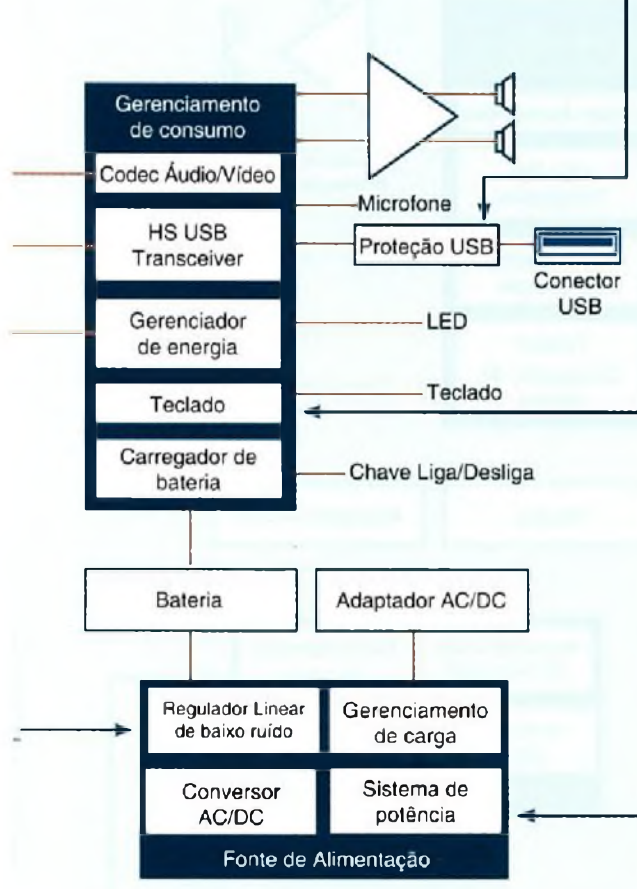 Gerenciamento
de consumo
Codec Áudio/Vídeo
Microfone
HS USB
Transceiver
Proteção USB
Conector
USB
Gerenciador
de energia
LED
Teclado
Teclado
Carregador de
bateria
Chave Liga/Desliga
Bateria
Adaptador AC/DC
Regulador Linear
de baixo ruído
Gerenciamento
de carga
Conversor
AC/DC
Sistema de
potência
Fonte de Alimentação